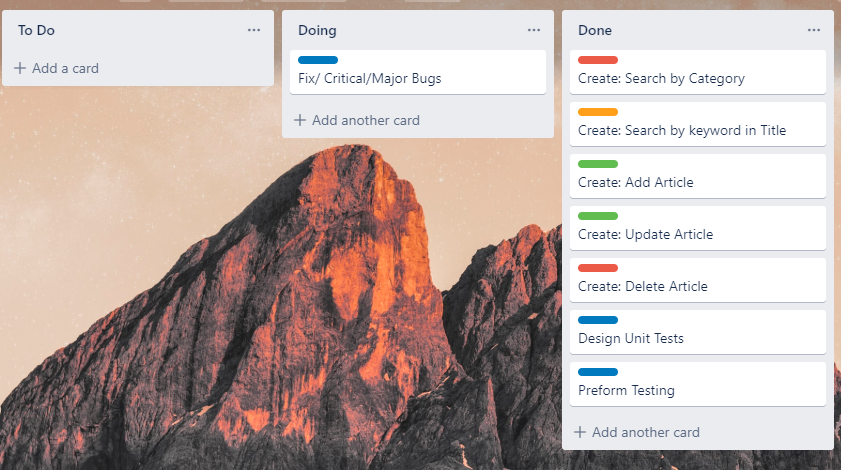 To Do
Add a card
Doing
Fix/ Critical/Major Bugs
Add another card
Done
Create: Search by Category
Create: Search by keyword in Title
Create: Add Article
Create: Update Article
Create: Delete Article
Design Unit Tests
Preform Testing
Add another card